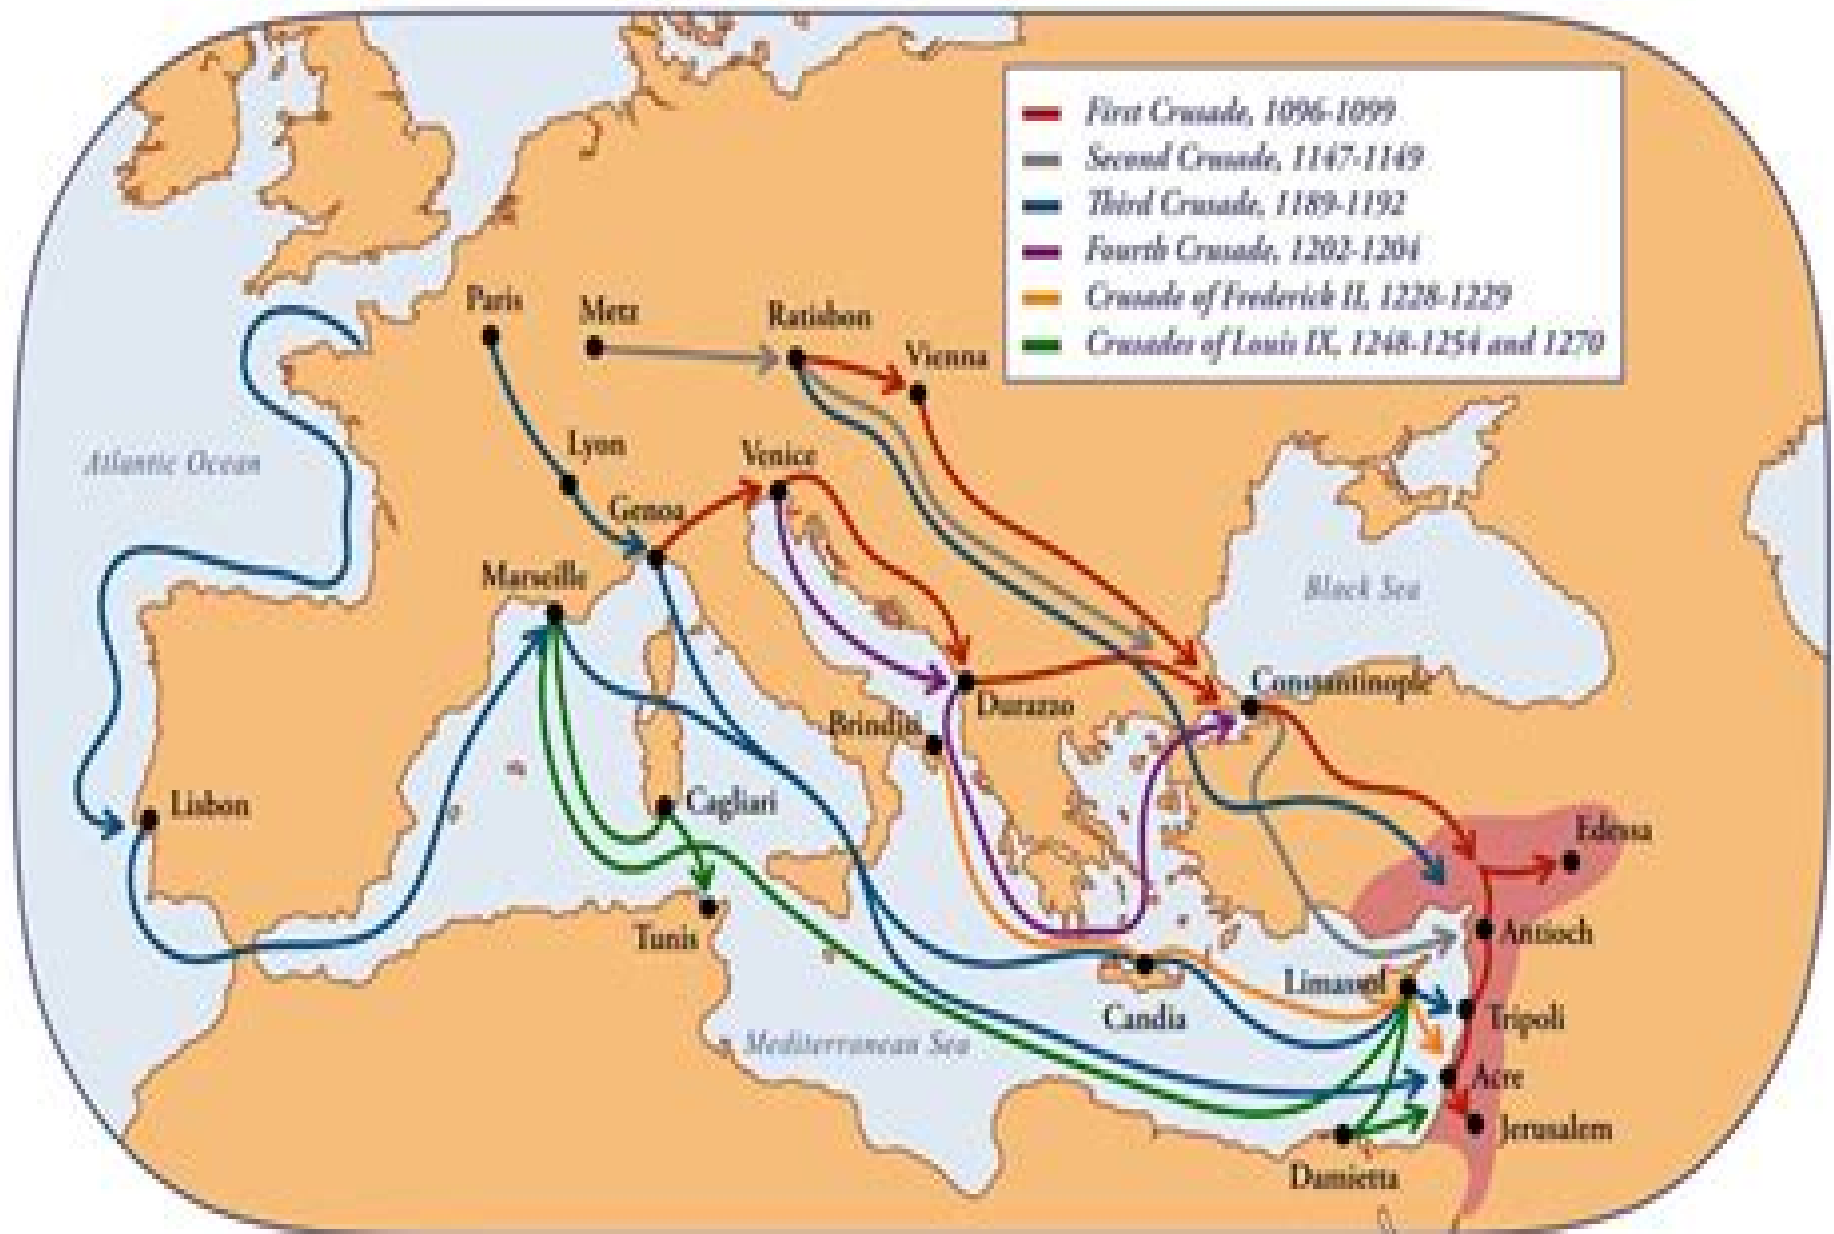 First Crusade, 1096-1099
Second Crusade, 1147-1149
Third Crusade, 1189-1192
Fourth Crusade, 1202-1204
Crusade of Frederich II, 1228-1229
Crusades of Louis IX, 1248-1254 and 1270
Paris
Metz
Ratisbon
Vienna
Lyon
Venice
Atlantic Ocean
Genoa
Marseille
Black Sea
Constantinople
Durazzo
Brindisi
Lisbon
Cagliari
Edessa
Tunis
Antioch
Limassol
Candia
Tripoli
Mediterranean Sea
Acre
Jerusalem
Damietta